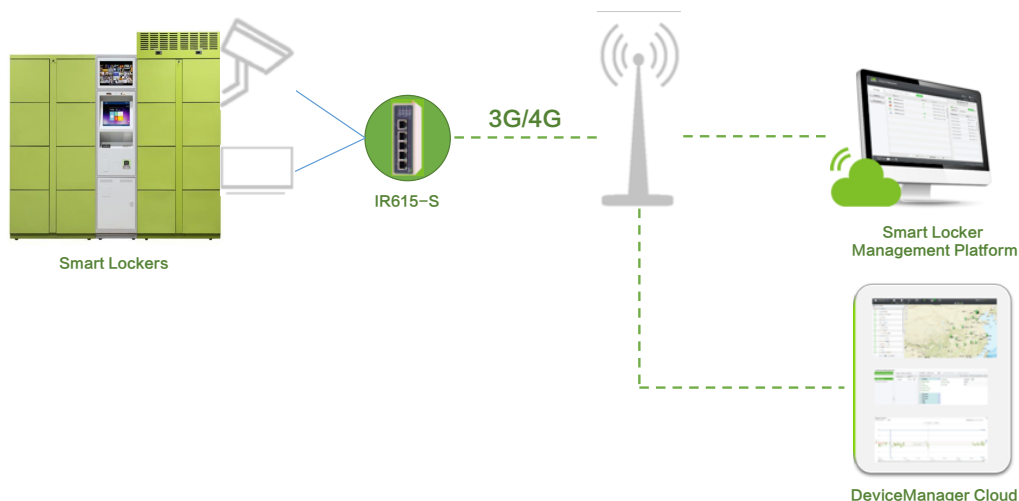 3G/4G
IR615-S
Smart Lockers
Smart Locker
Management Platform
DeviceManager Cloud